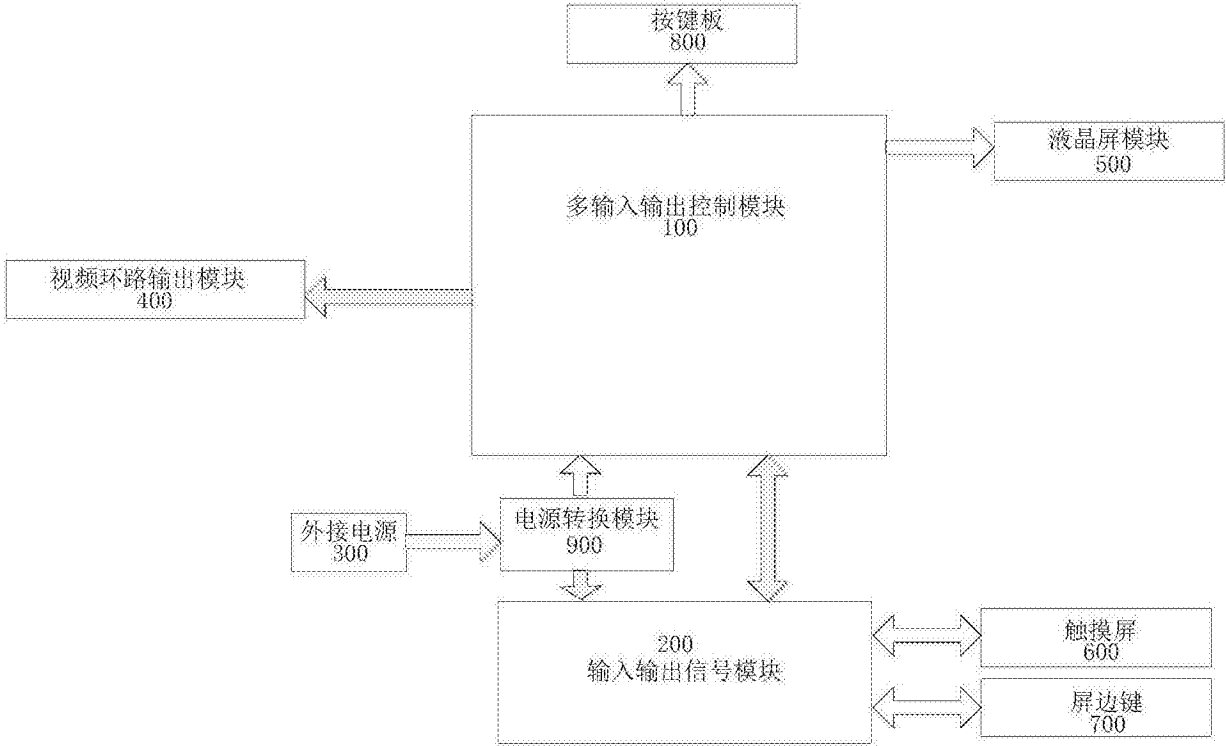 按键板
800
液晶屏模块
500
多输入输出控制模块
100
视频环路输出模块
400
外接电源
300
电源转换模块
900
200
输入输出信号模块
触摸屏
600
屏边键
700